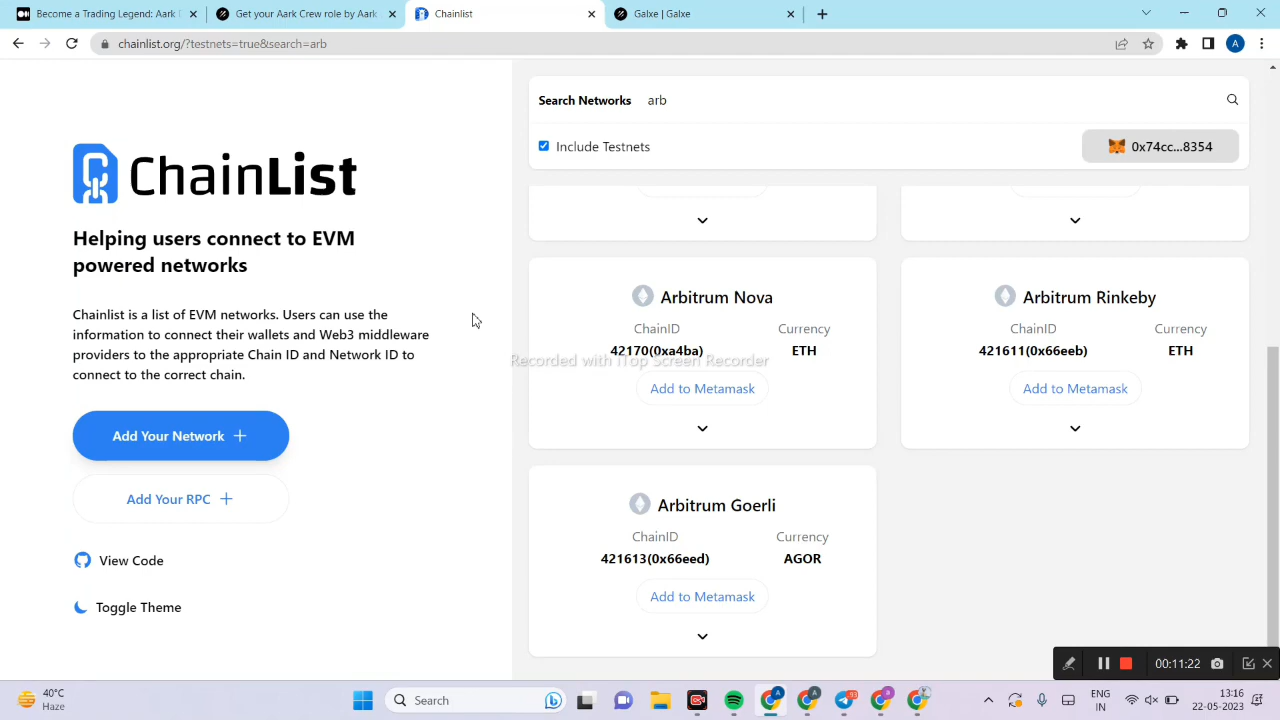 Become a Trading Legend: Aark
Get your Aark Crew role by Aark
Chainlist
Galxe | Galxe
chainlist.org/?testnets=true&search=arb
A
Search Networks arb
Include Testnets
0x74cc...8354
ChainList
Helping users connect to EVM
powered networks
Chainlist is a list of EVM networks. Users can use the
information to connect their wallets and Web3 middleware
providers to the appropriate Chain ID and Network ID to
connect to the correct chain.
Add Your Network
Add Your RPC
View Code
Toggle Theme
Arbitrum Nova
ChainID Currency
42170(0xa4ba) ETH
Add to Metamask
Arbitrum Rinkeby
ChainID Currency
421611(0x66eeb) ETH
Add to Metamask
Arbitrum Goerli
ChainID Currency
421613(0x66eed) AGOR
Add to Metamask
Recorded with iTop Screen Recorder
00:11:22
40°C
Haze
Search
ENG
IN
13:16
22-05-2023